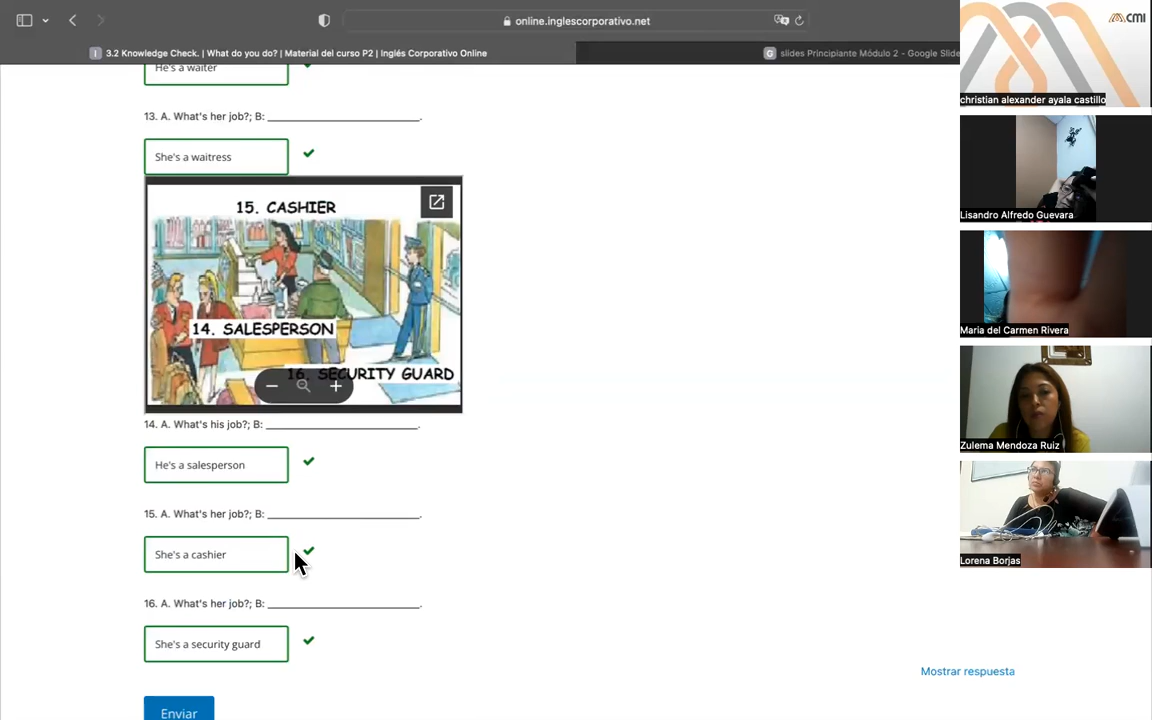 online.inglescorporativo.net
3.2 Knowledge Check. | What do you do? | Material del curso P2 | Inglés Corporativo Online
slides Principiante Módulo 2 - Google Slide
CMI
christian alexander ayala castillo
He's a waiter
13. A. What's her job?; B: ____________________________.
She's a waitress
15. CASHIER
14. SALESPERSON
16. SECURITY GUARD
14. A. What's his job?; B: ____________________________.
He's a salesperson
15. A. What's her job?; B: ____________________________.
She's a cashier
16. A. What's her job?; B: ____________________________.
She's a security guard
Mostrar respuesta
Enviar
Lisandro Alfredo Guevara
Maria del Carmen Rivera
Zulema Mendoza Ruiz
Lorena Borjas